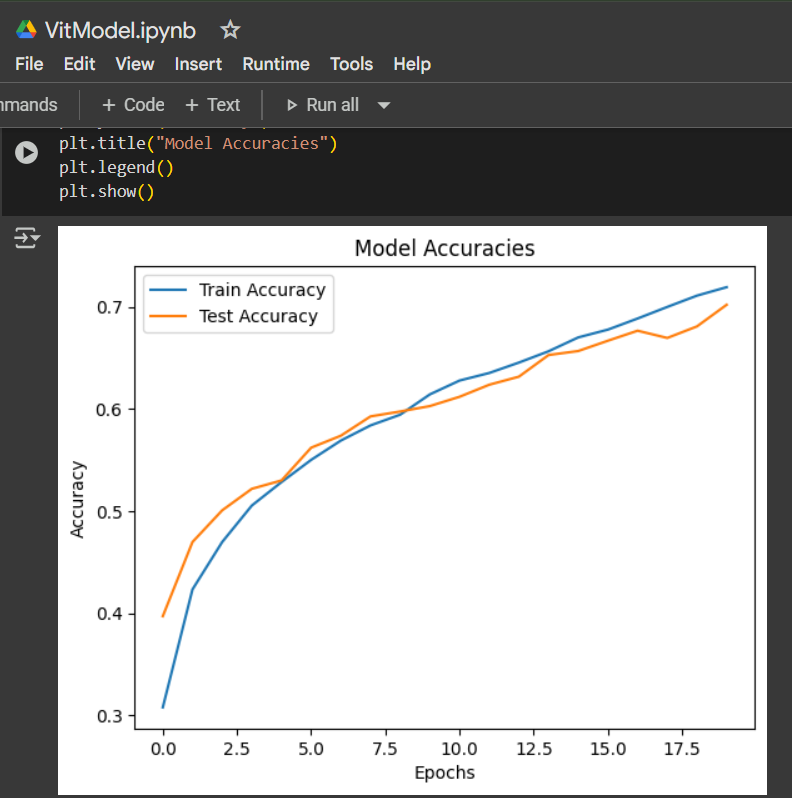 VitModel.ipynb
File Edit View Insert Runtime Tools Help
mmands + Code + Text Run all
plt.title("Model Accuracies")
plt.legend()
plt.show()
Model Accuracies
Train Accuracy
Test Accuracy
0.7
0.6
0.5
0.4
0.3
Accuracy
0.0 2.5 5.0 7.5 10.0 12.5 15.0 17.5
Epochs